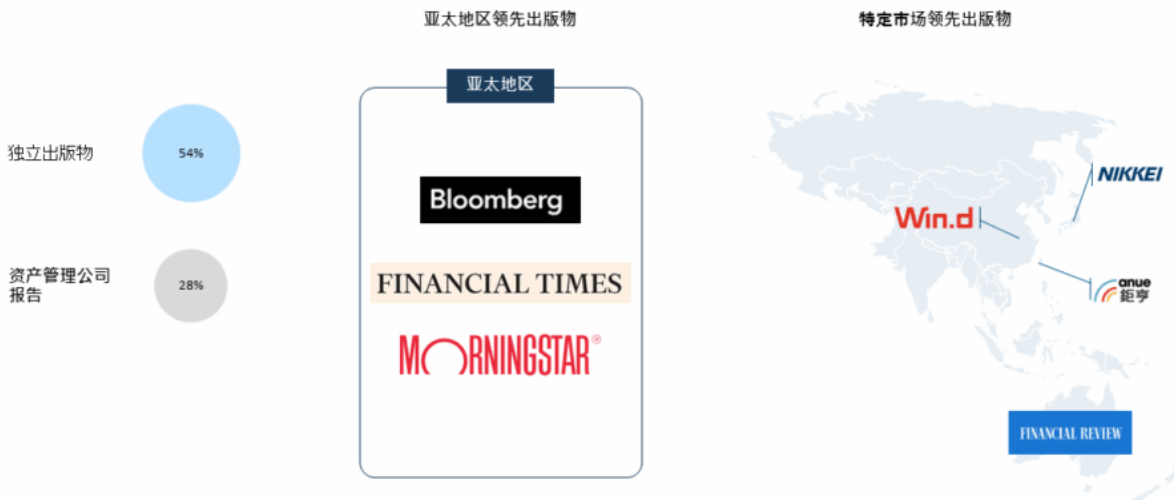 亚太地区领先出版物
特定市场领先出版物
亚太地区
独立出版物
54%
资产管理公司
报告
28%
Bloomberg
FINANCIAL TIMES
MORNINGSTAR®
NIKKEI
Win.d
anue
鉅亨
FINANCIAL REVIEW